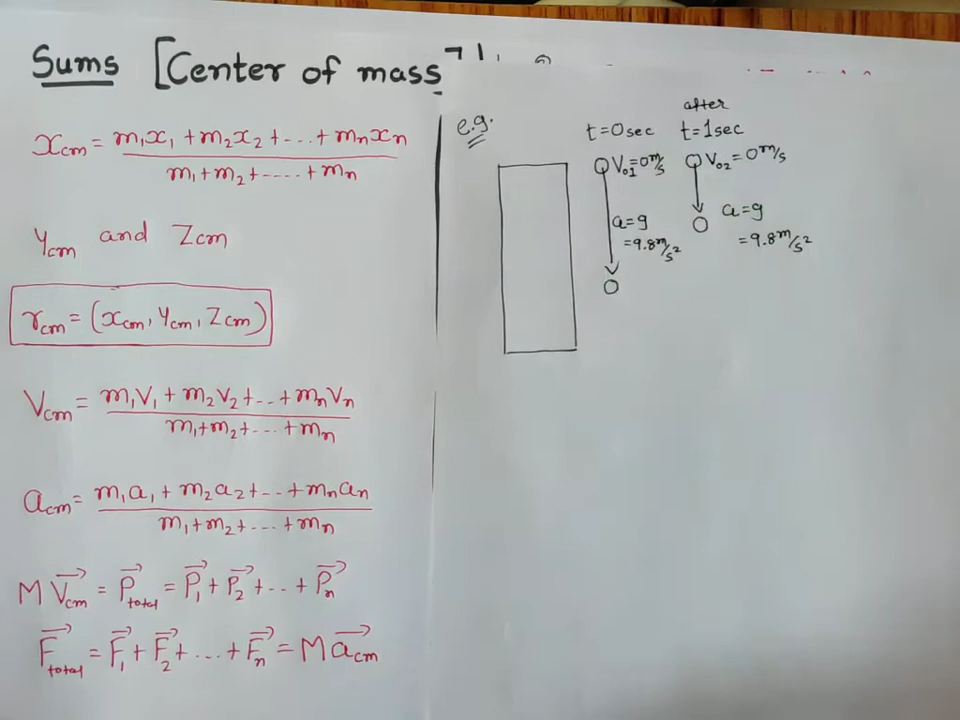 Sums [Center of mass]
x_cm = m₁x₁ + m₂x₂ + ... + mₙxₙ
m₁ + m₂ + ..... + mₙ
Y_cm and Z_cm
r_cm = (x_cm, Y_cm, Z_cm)
V_cm = m₁V₁ + m₂V₂ + ... + mₙVₙ
m₁ + m₂ + ... + mₙ
a_cm = m₁a₁ + m₂a₂ + ... + mₙaₙ
m₁ + m₂ + ... + mₙ
M V⃗_cm = P⃗_total = P⃗₁ + P⃗₂ + ... + P⃗ₙ
F⃗_total = F⃗₁ + F⃗₂ + ... + F⃗ₙ = M a⃗_cm
e.g.
t=0sec
V₀₁=0m/s
a=g
=9.8m/s²
after
t=1sec
V₀₂=0m/s
a=g
=9.8m/s²